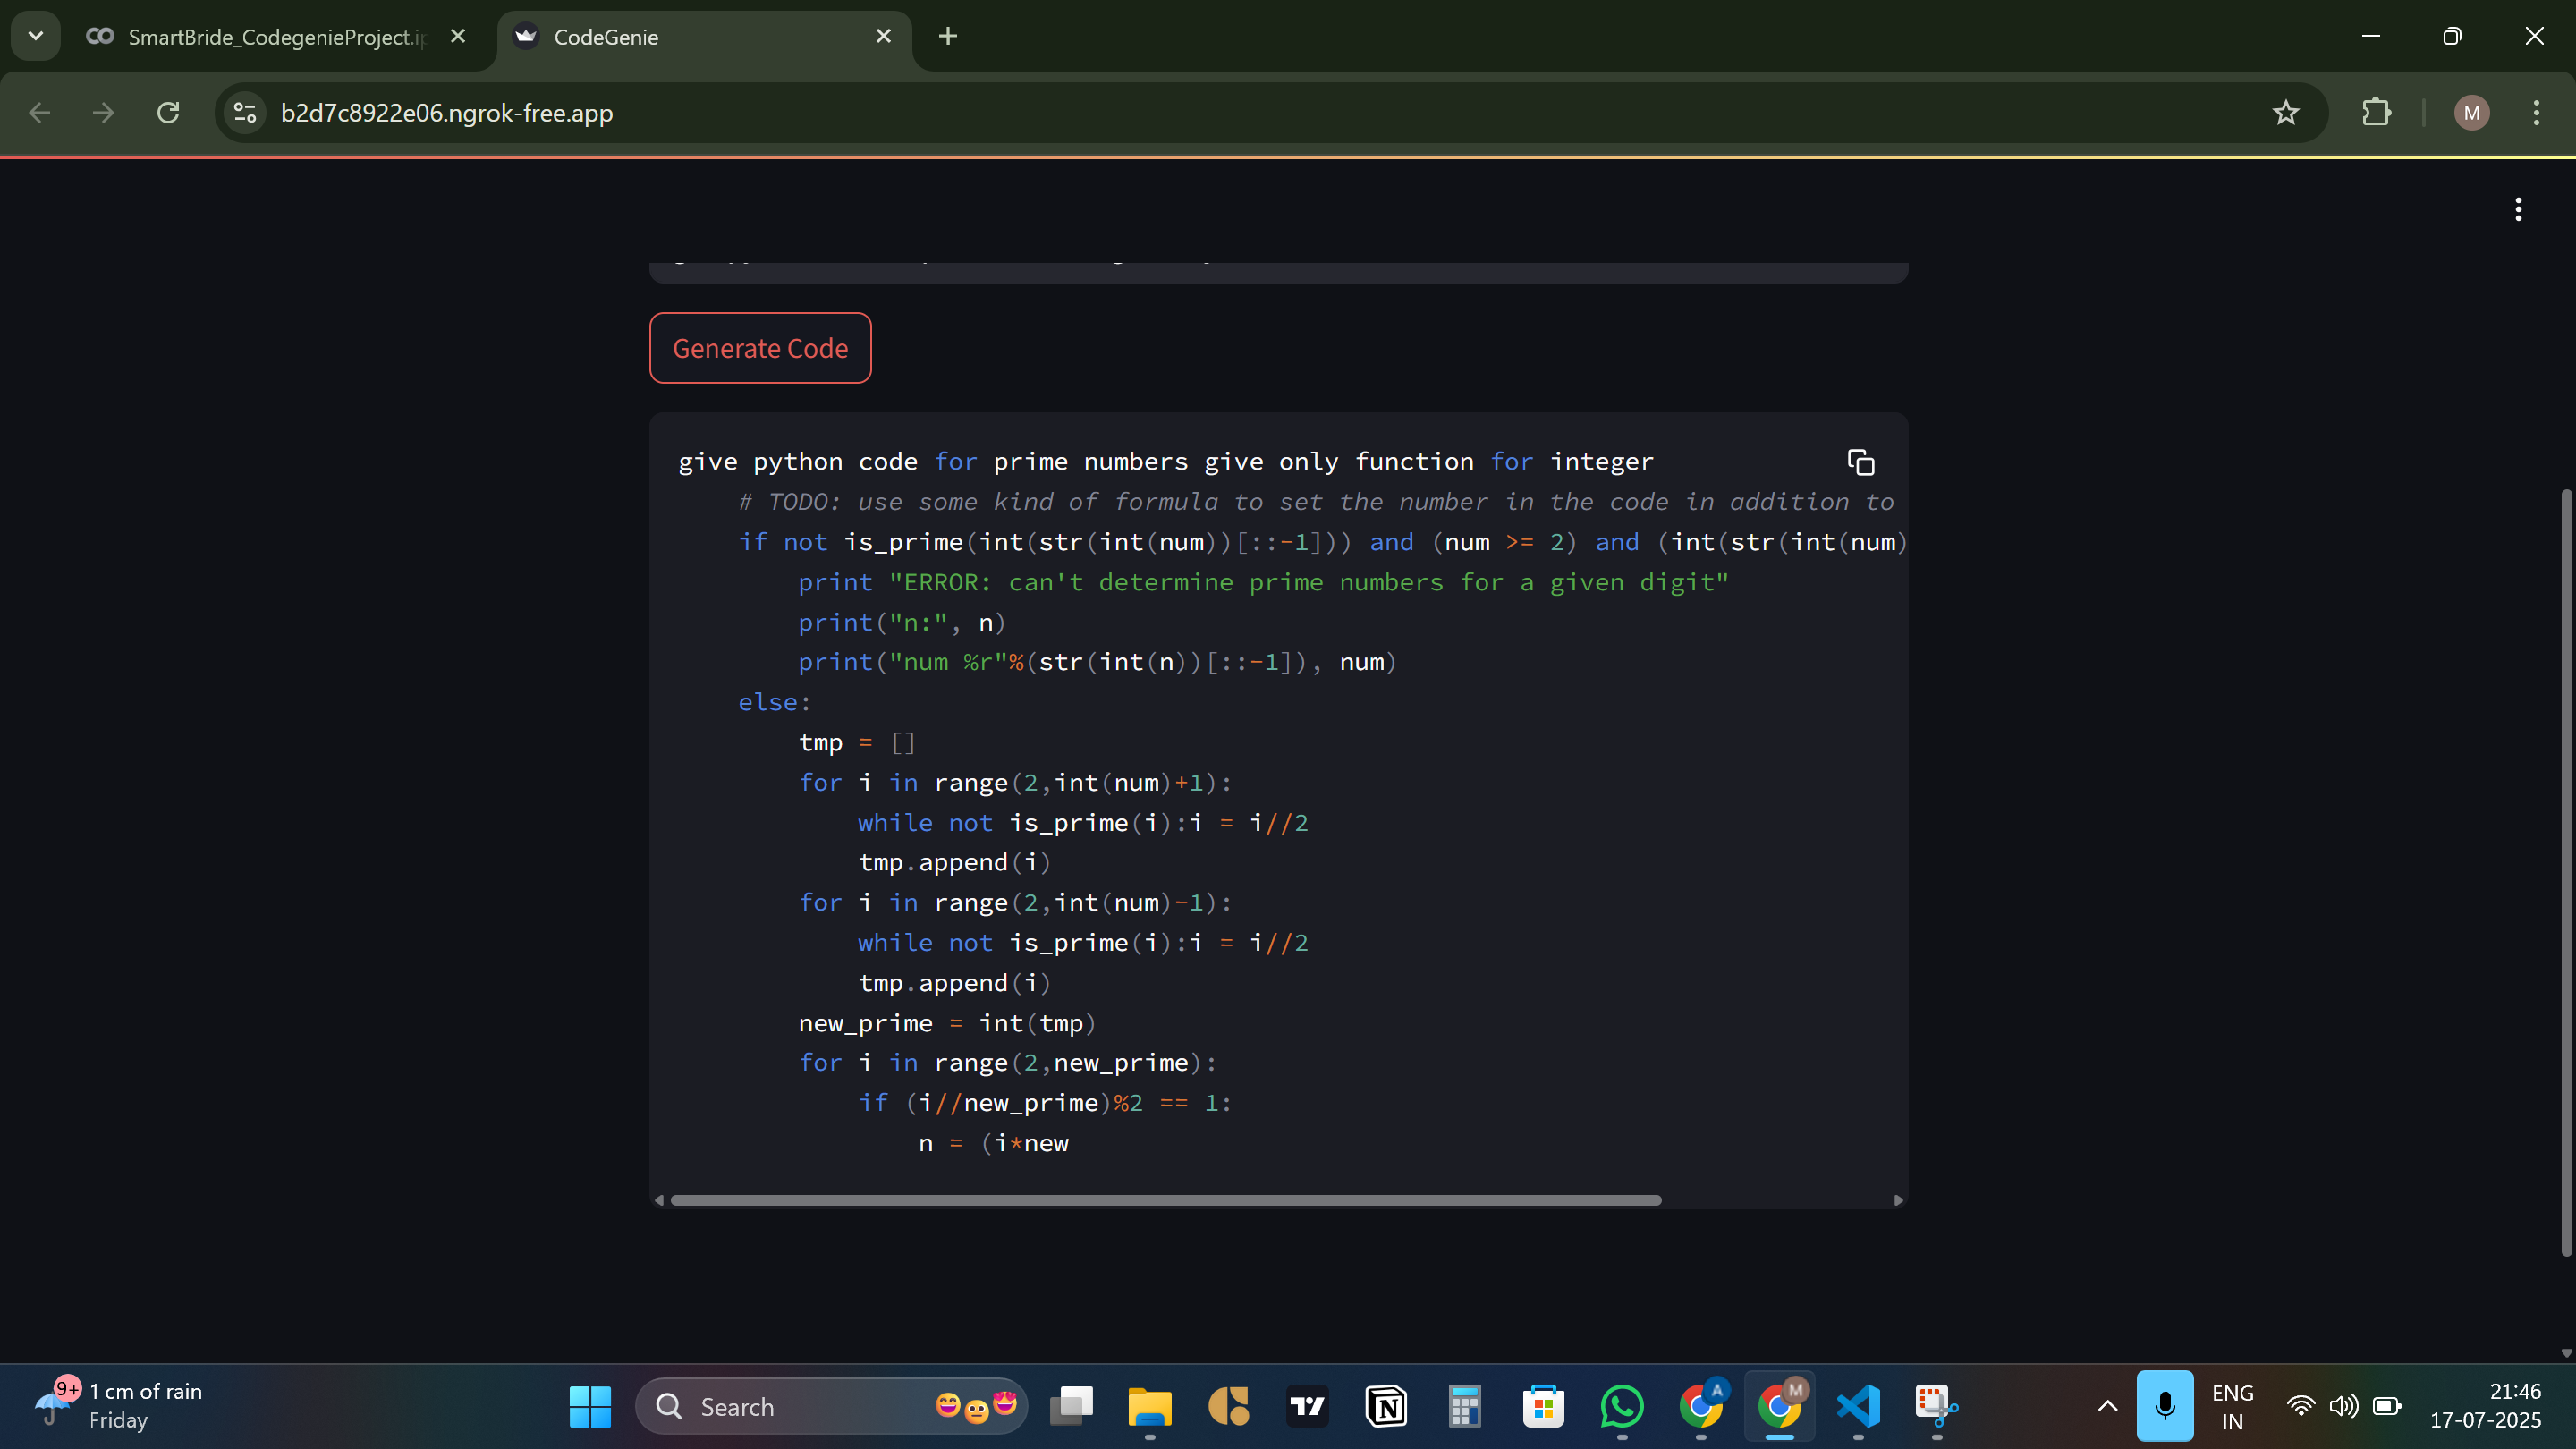 SmartBride_CodegenieProject.ip
CodeGenie
b2d7c8922e06.ngrok-free.app
M
Generate Code
give python code for prime numbers give only function for integer
# TODO: use some kind of formula to set the number in the code in addition to
if not is_prime(int(str(int(num))[::-1])) and (num >= 2) and (int(str(int(num)
print "ERROR: can't determine prime numbers for a given digit"
print("n:", n)
print("num %r"%(str(int(n))[::-1]), num)
else:
tmp = []
for i in range(2,int(num)+1):
while not is_prime(i):i = i//2
tmp.append(i)
for i in range(2,int(num)-1):
while not is_prime(i):i = i//2
tmp.append(i)
new_prime = int(tmp)
for i in range(2,new_prime):
if (i//new_prime)%2 == 1:
n = (i*new
9+
1 cm of rain
Friday
Search
A
M
ENG
IN
21:46
17-07-2025